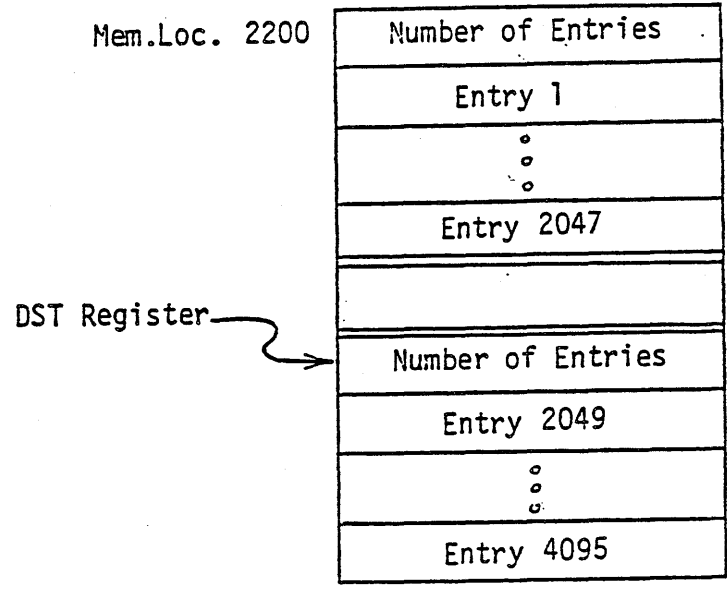 Mem.Loc. 2200
Number of Entries
Entry 1
Entry 2047
DST Register
Number of Entries
Entry 2049
Entry 4095